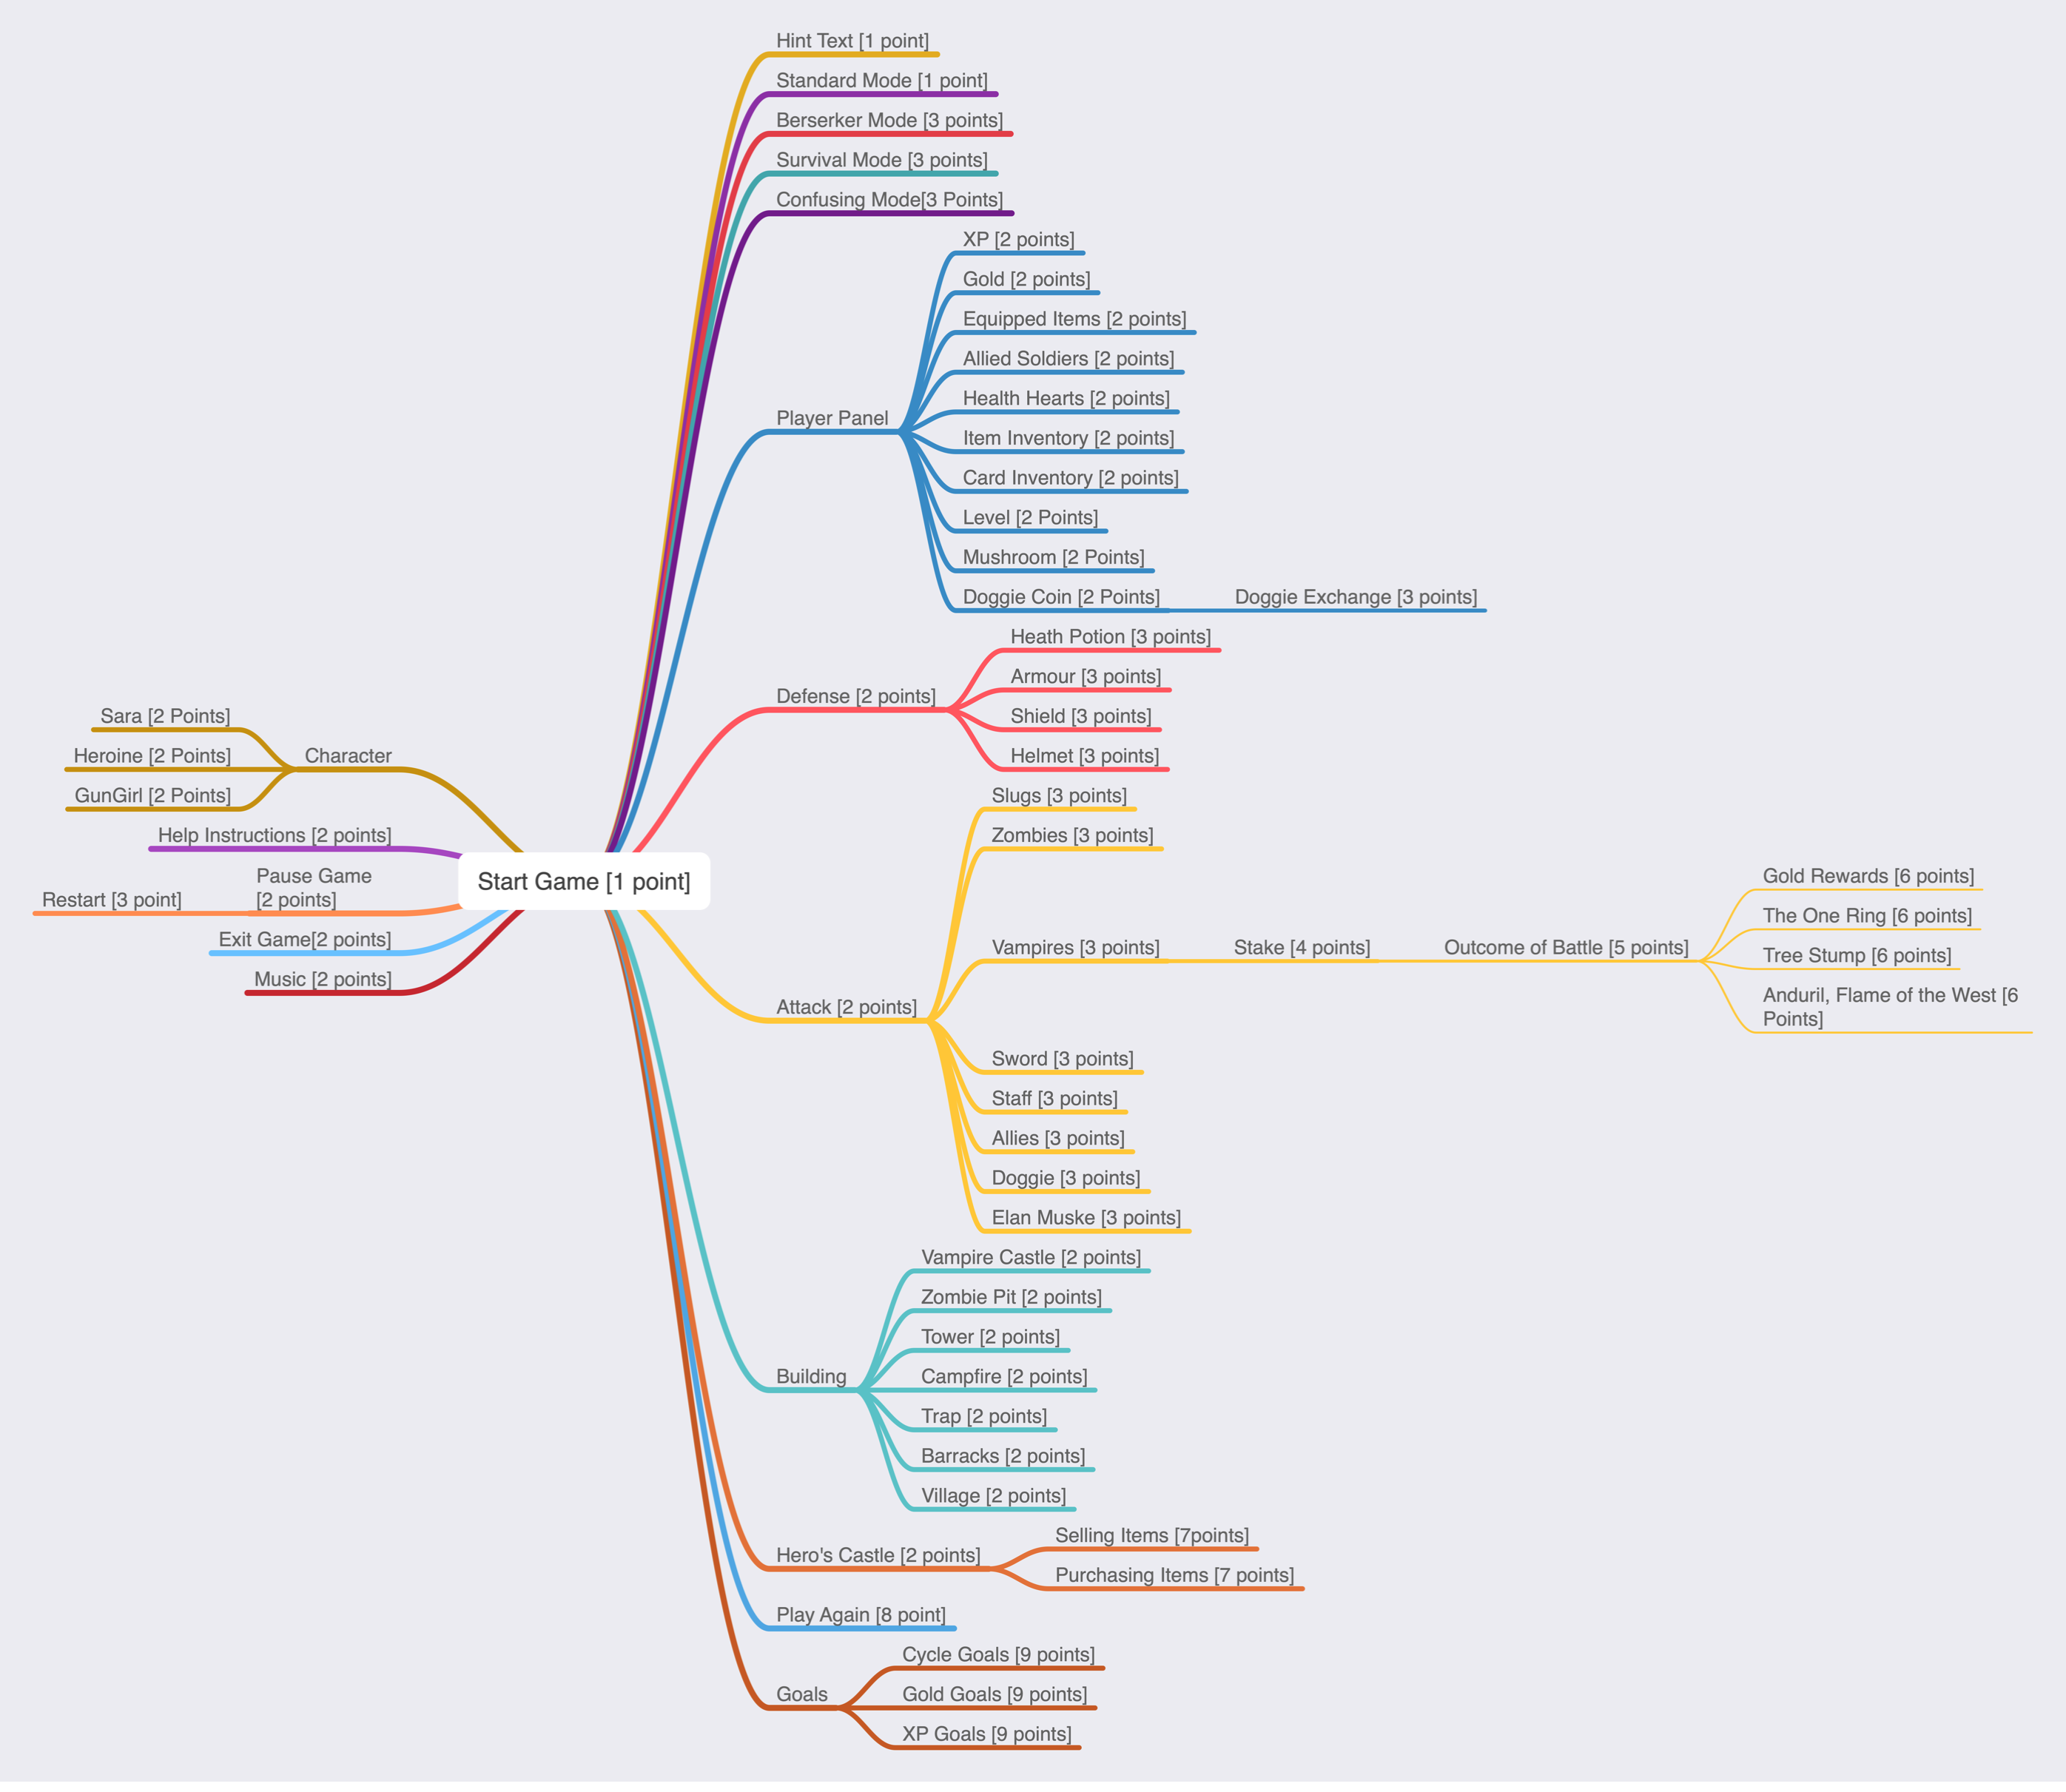 Hint Text [1 point]
Standard Mode [1 point]
Berserker Mode [3 points]
Survival Mode [3 points]
Confusing Mode[3 Points]
Player Panel
XP [2 points]
Gold [2 points]
Equipped Items [2 points]
Allied Soldiers [2 points]
Health Hearts [2 points]
Item Inventory [2 points]
Card Inventory [2 points]
Level [2 Points]
Mushroom [2 Points]
Doggie Coin [2 Points]
Doggie Exchange [3 points]
Defense [2 points]
Heath Potion [3 points]
Armour [3 points]
Shield [3 points]
Helmet [3 points]
Character
Sara [2 Points]
Heroine [2 Points]
GunGirl [2 Points]
Help Instructions [2 points]
Pause Game
[2 points]
Restart [3 point]
Exit Game[2 points]
Music [2 points]
Start Game [1 point]
Attack [2 points]
Slugs [3 points]
Zombies [3 points]
Vampires [3 points]
Stake [4 points]
Outcome of Battle [5 points]
Gold Rewards [6 points]
The One Ring [6 points]
Tree Stump [6 points]
Anduril, Flame of the West [6
Points]
Sword [3 points]
Staff [3 points]
Allies [3 points]
Doggie [3 points]
Elan Muske [3 points]
Building
Vampire Castle [2 points]
Zombie Pit [2 points]
Tower [2 points]
Campfire [2 points]
Trap [2 points]
Barracks [2 points]
Village [2 points]
Hero's Castle [2 points]
Selling Items [7points]
Purchasing Items [7 points]
Play Again [8 point]
Goals
Cycle Goals [9 points]
Gold Goals [9 points]
XP Goals [9 points]